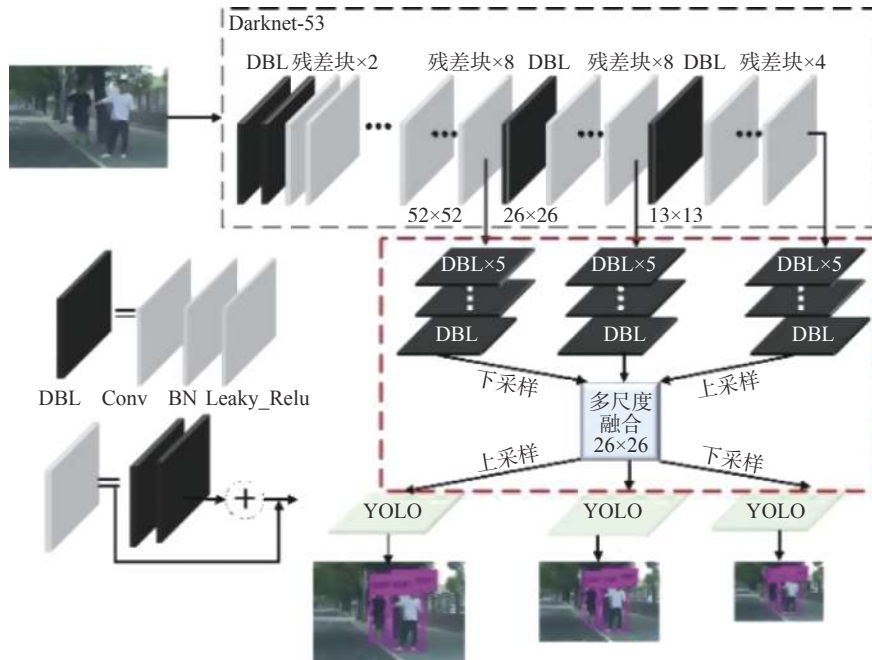 Darknet-53
DBL 残差块×2 残差块×8 DBL 残差块×8 DBL 残差块×4
52×52 26×26 13×13
DBL×5 DBL×5 DBL×5
DBL DBL DBL
下采样 上采样
多尺度
融合
26×26
上采样 下采样
YOLO YOLO YOLO
DBL Conv BN Leaky_Relu